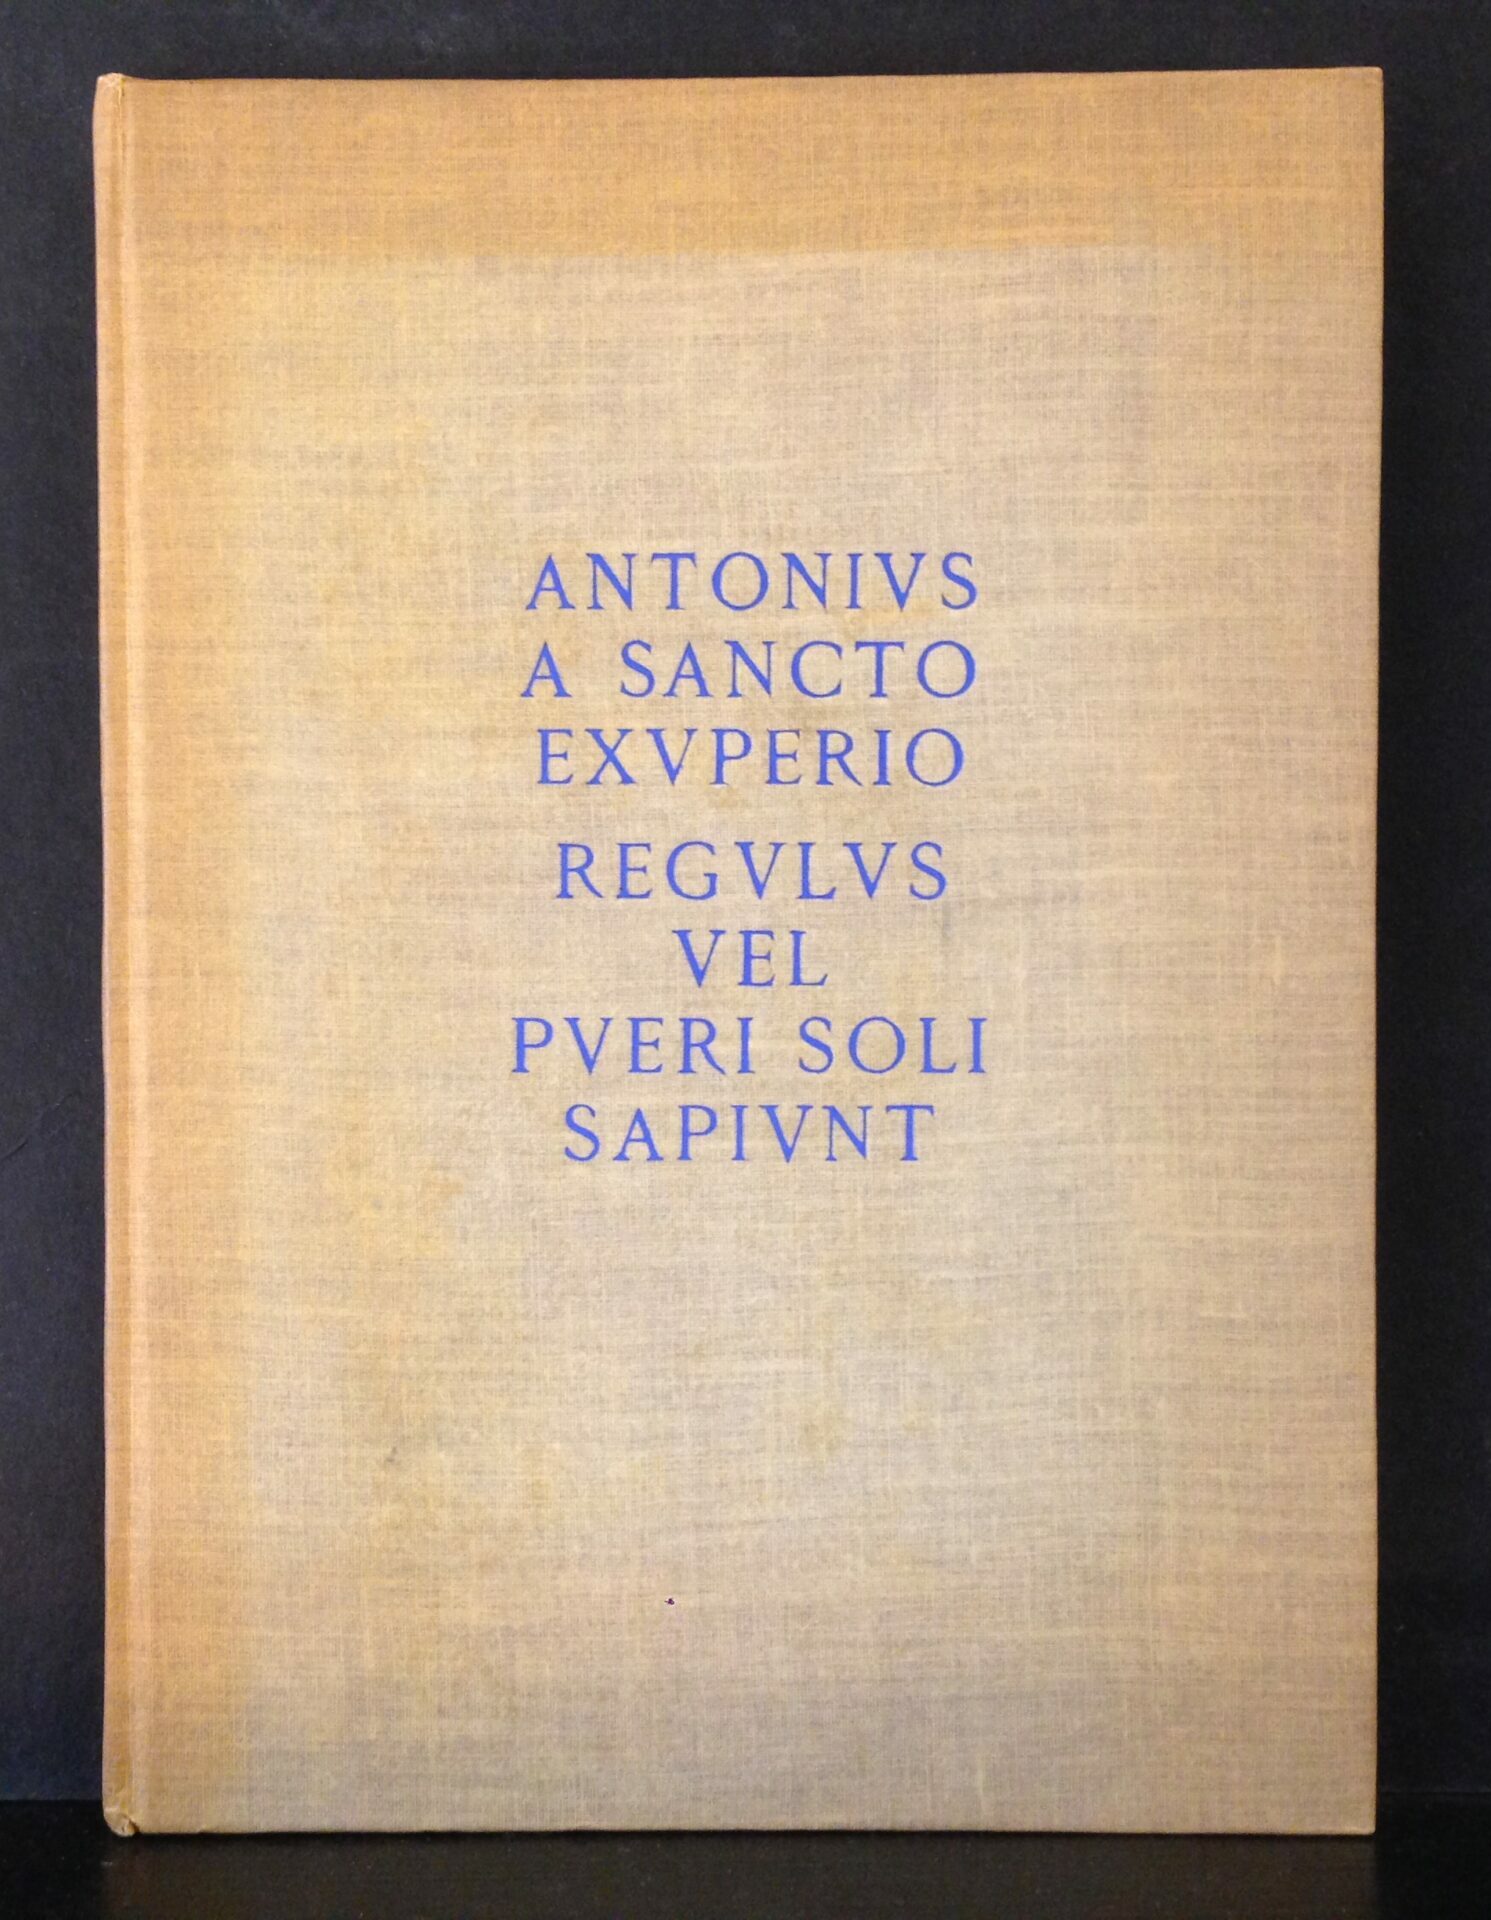 ANTONIVS
A SANCTO
EXVPERIO
REGVLVS
VEL
PVERI SOLI
SAPIVNT